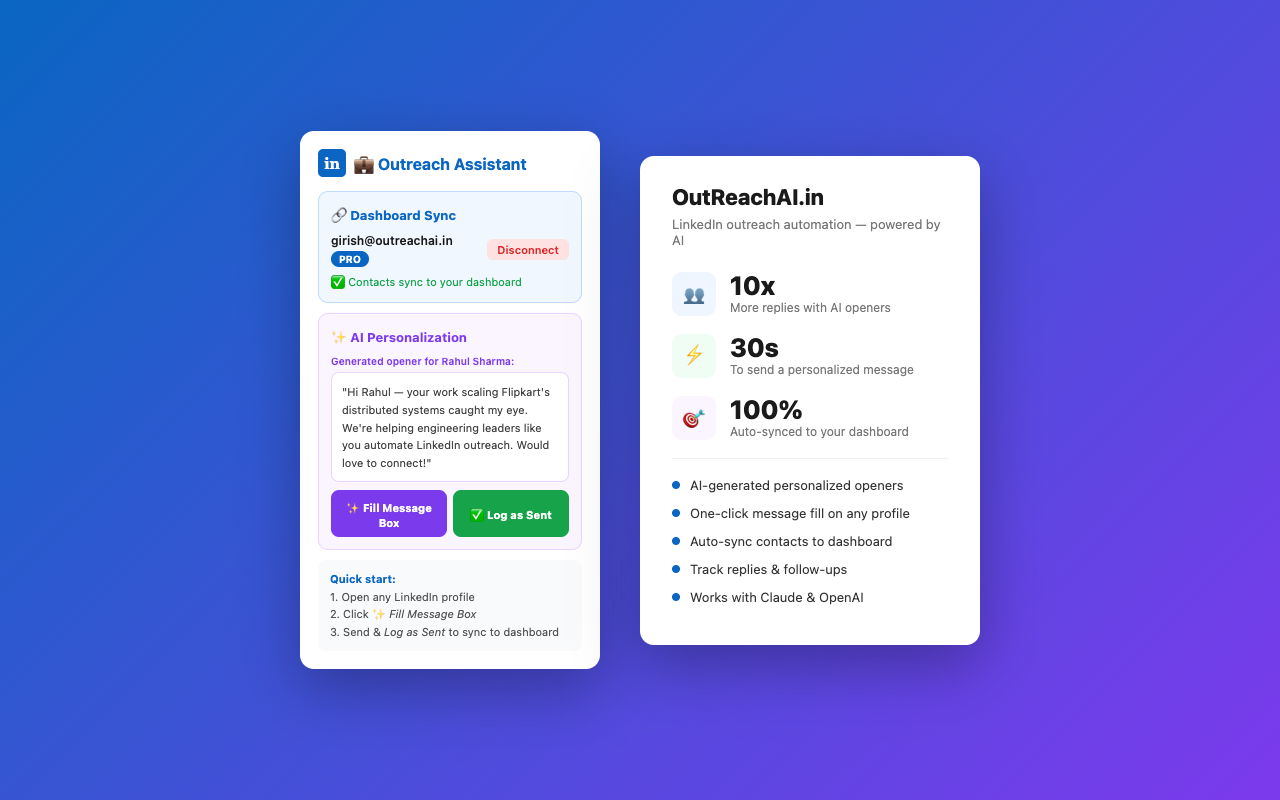 in 💼 Outreach Assistant
🔗 Dashboard Sync
girish@outreachai.in
PRO
Disconnect
✅ Contacts sync to your dashboard
✨ AI Personalization
Generated opener for Rahul Sharma:
"Hi Rahul — your work scaling Flipkart's
distributed systems caught my eye.
We're helping engineering leaders like
you automate LinkedIn outreach. Would
love to connect!"
✨ Fill Message
Box
✅ Log as Sent
Quick start:
1. Open any LinkedIn profile
2. Click ✨ Fill Message Box
3. Send & Log as Sent to sync to dashboard
OutReachAI.in
LinkedIn outreach automation — powered by
AI
10x
More replies with AI openers
30s
To send a personalized message
100%
Auto-synced to your dashboard
AI-generated personalized openers
One-click message fill on any profile
Auto-sync contacts to dashboard
Track replies & follow-ups
Works with Claude & OpenAI